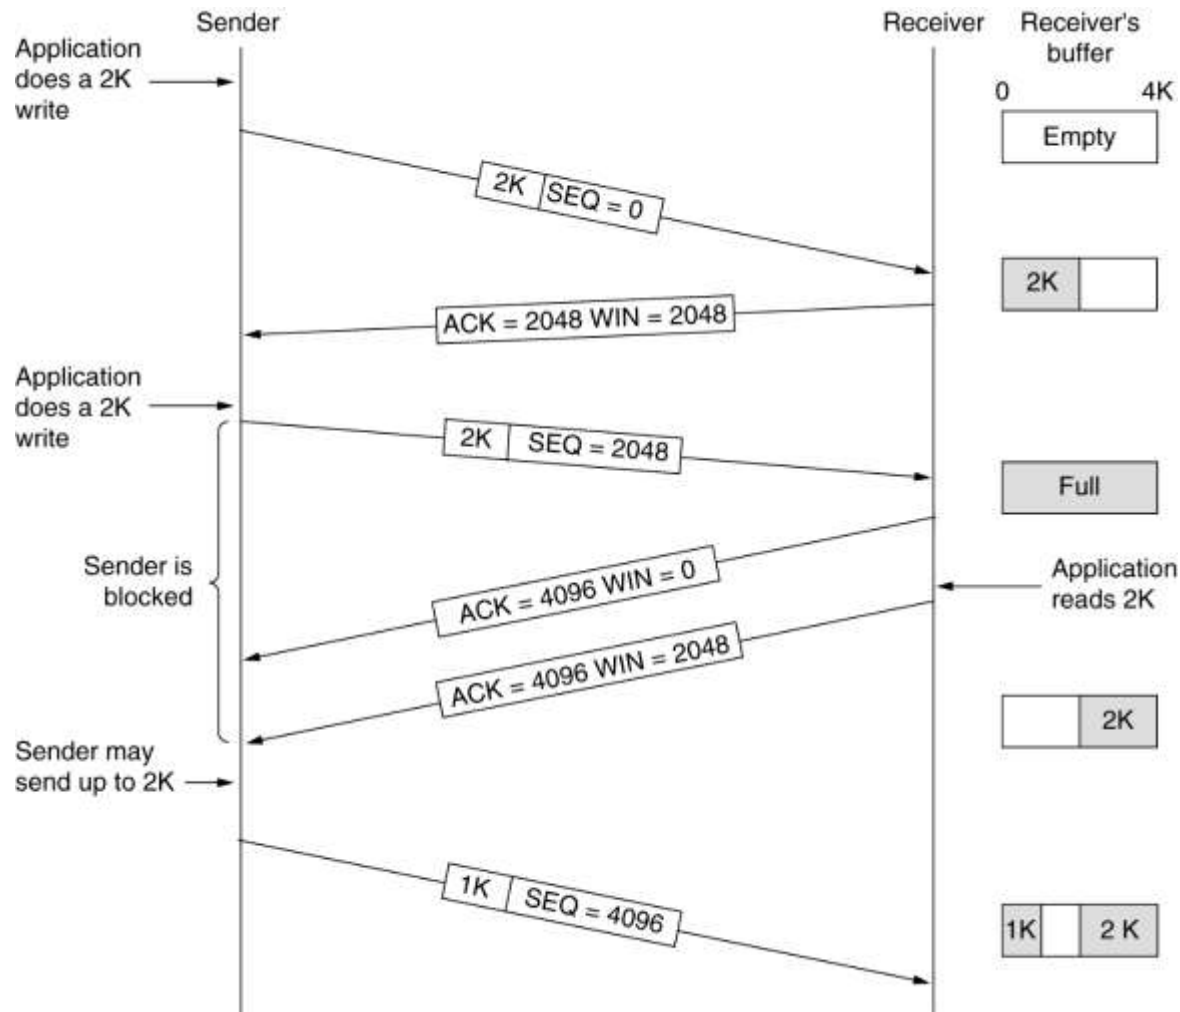 Sender
Receiver
Receiver's
buffer
Application
does a 2K
write
0
4K
Empty
2K
SEQ = 0
2K
ACK = 2048 WIN = 2048
Application
does a 2K
write
2K
SEQ = 2048
Full
Sender is
blocked
ACK = 4096 WIN = 0
Application
reads 2K
ACK = 4096 WIN = 2048
2K
Sender may
send up to 2K
1K
SEQ = 4096
1K
2 K